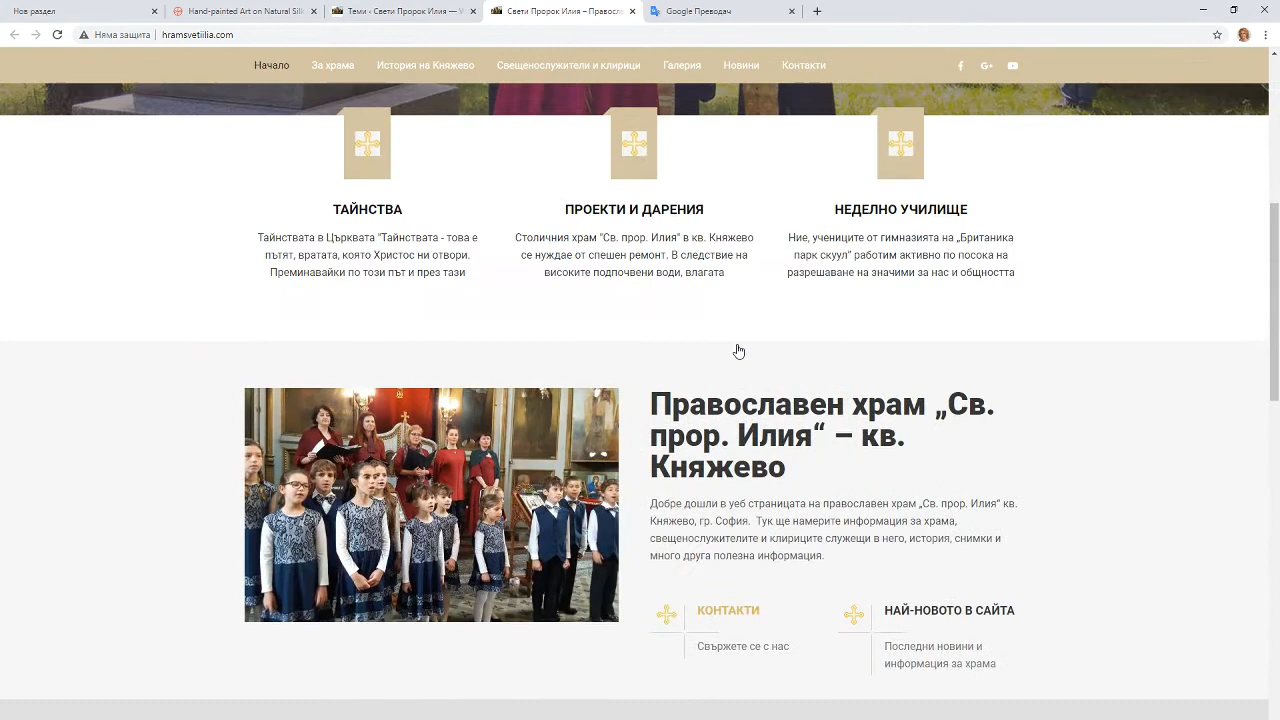 Нов раздел
Hand-painted Art on Natural Silk
Теми ‹ Свети Пророк Илия — W
Свети Пророк Илия – Правосла
Google Преводач
Няма защита | hramsvetiilia.com
Начало За храма История на Княжево Свещенослужители и клирици Галерия Новини Контакти
ТАЙНСТВА
Тайнствата в Църквата "Тайнствата - това е
пътят, вратата, която Христос ни отвори.
Преминавайки по този път и през тази
ПРОЕКТИ И ДАРЕНИЯ
Столичния храм "Св. прор. Илия" в кв. Княжево
се нуждае от спешен ремонт. В следствие на
високите подпочвени води, влагата
НЕДЕЛНО УЧИЛИЩЕ
Ние, учениците от гимназията на „Британика
парк скуул" работим активно по посока на
разрешаване на значими за нас и общността
Православен храм „Св.
прор. Илия“ – кв.
Княжево
Добре дошли в уеб страницата на православен храм „Св. прор. Илия“ кв.
Княжево, гр. София. Тук ще намерите информация за храма,
свещенослужителите и клириците служещи в него, история, снимки и
много друга полезна информация.
КОНТАКТИ
Свържете се с нас
НАЙ-НОВОТО В САЙТА
Последни новини и
информация за храма